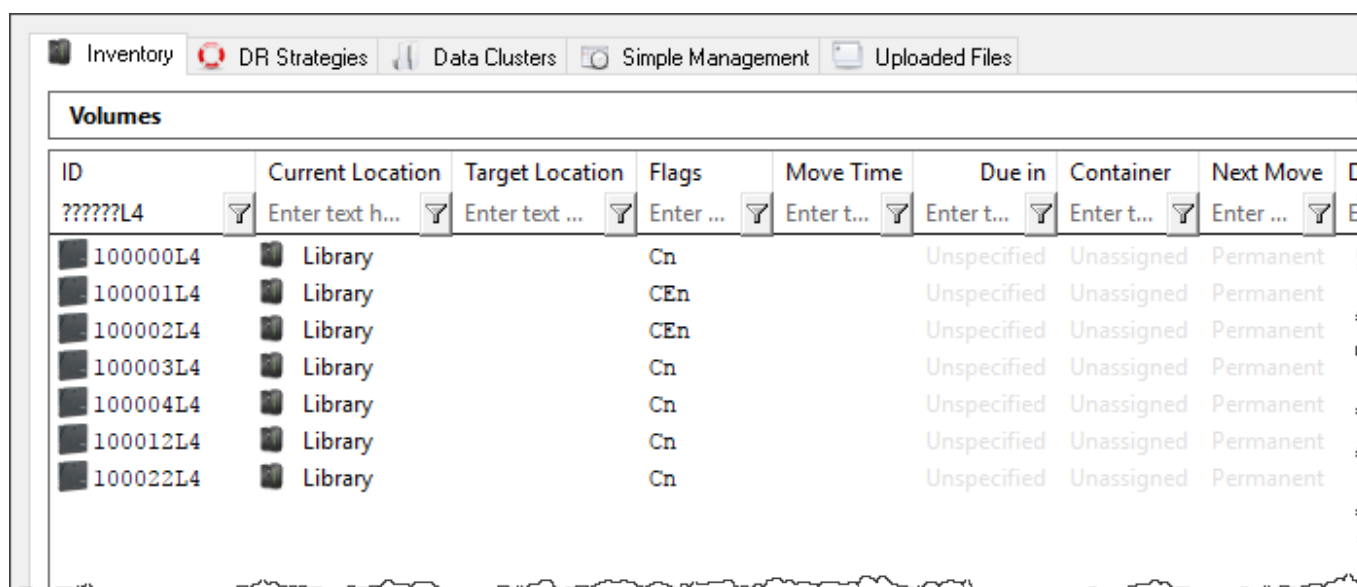 Inventory DR Strategies Data Clusters Simple Management Uploaded Files
Volumes
ID Current Location Target Location Flags Move Time Due in Container Next Move
??????L4 Enter text h... Enter text ... Enter ... Enter t... Enter t... Enter t... Enter ...
100000L4 Library Cn Unspecified Unassigned Permanent
100001L4 Library CEn Unspecified Unassigned Permanent
100002L4 Library CEn Unspecified Unassigned Permanent
100003L4 Library Cn Unspecified Unassigned Permanent
100004L4 Library Cn Unspecified Unassigned Permanent
100012L4 Library Cn Unspecified Unassigned Permanent
100022L4 Library Cn Unspecified Unassigned Permanent